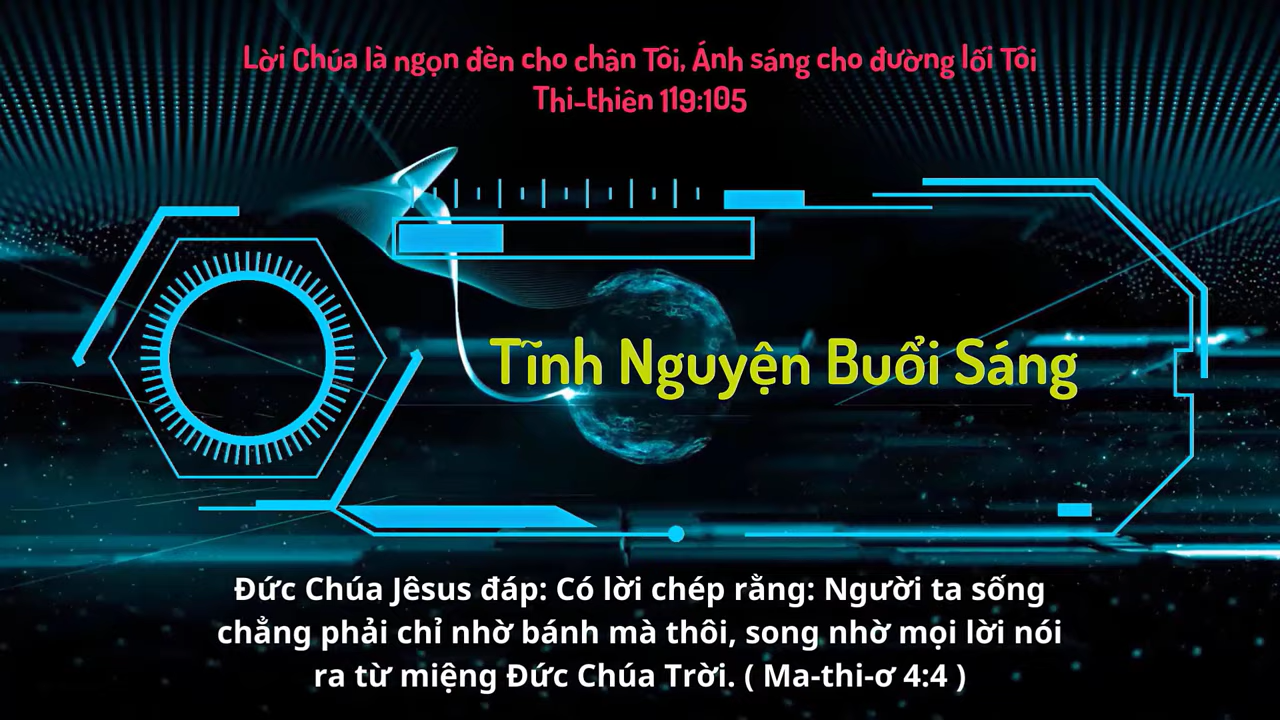 Lời Chúa là ngọn đèn cho chân Tôi, Ánh sáng cho đường lối Tôi
Thi-thiên 119:105
Tĩnh Nguyện Buổi Sáng
Đức Chúa Jêsus đáp: Có lời chép rằng: Người ta sống
chẳng phải chỉ nhờ bánh mà thôi, song nhờ mọi lời nói
ra từ miệng Đức Chúa Trời. ( Ma-thi-ơ 4:4 )